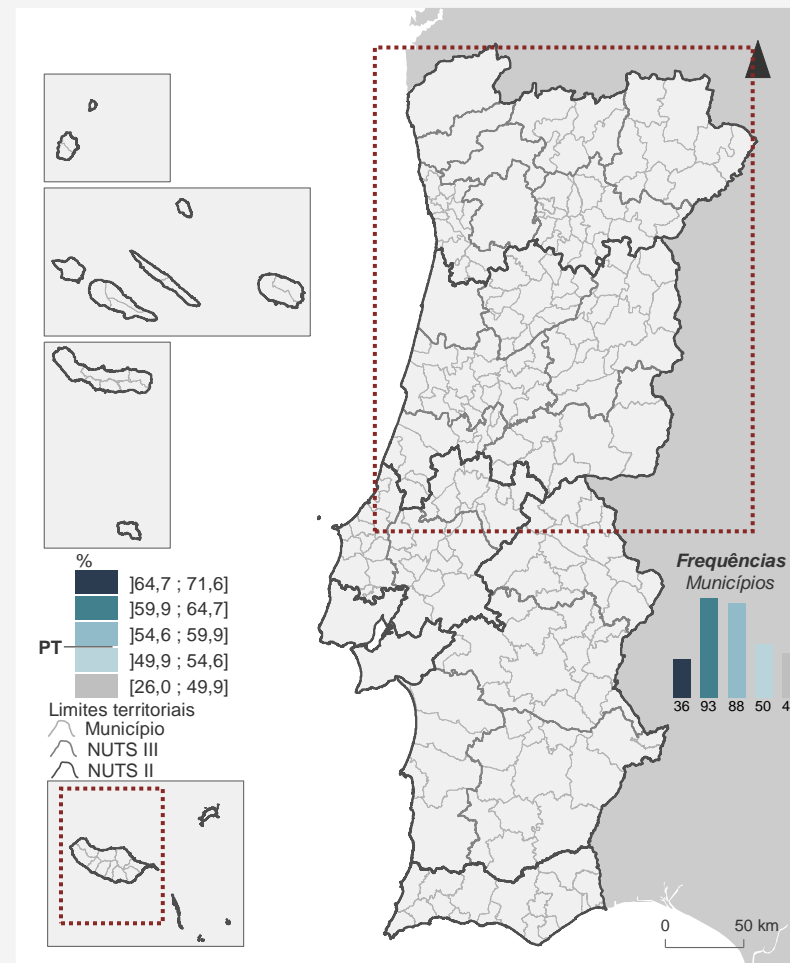 %
]64,7 ; 71,6]
]59,9 ; 64,7]
]54,6 ; 59,9]
PT
]49,9 ; 54,6]
[26,0 ; 49,9]
Limites territoriais
Município
NUTS III
NUTS II
Frequências
Municípios
36 93 88 50
0 50 km